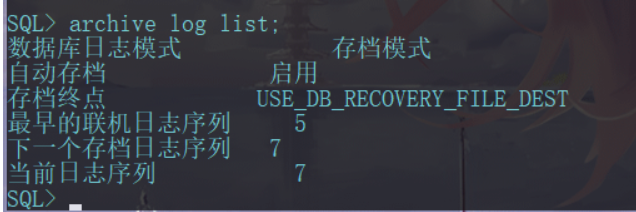 SQL> archive log list;
数据库日志模式            存档模式
自动存档             启用
存档终点            USE_DB_RECOVERY_FILE_DEST
最早的联机日志序列     5
下一个存档日志序列   7
当前日志序列           7
SQL>